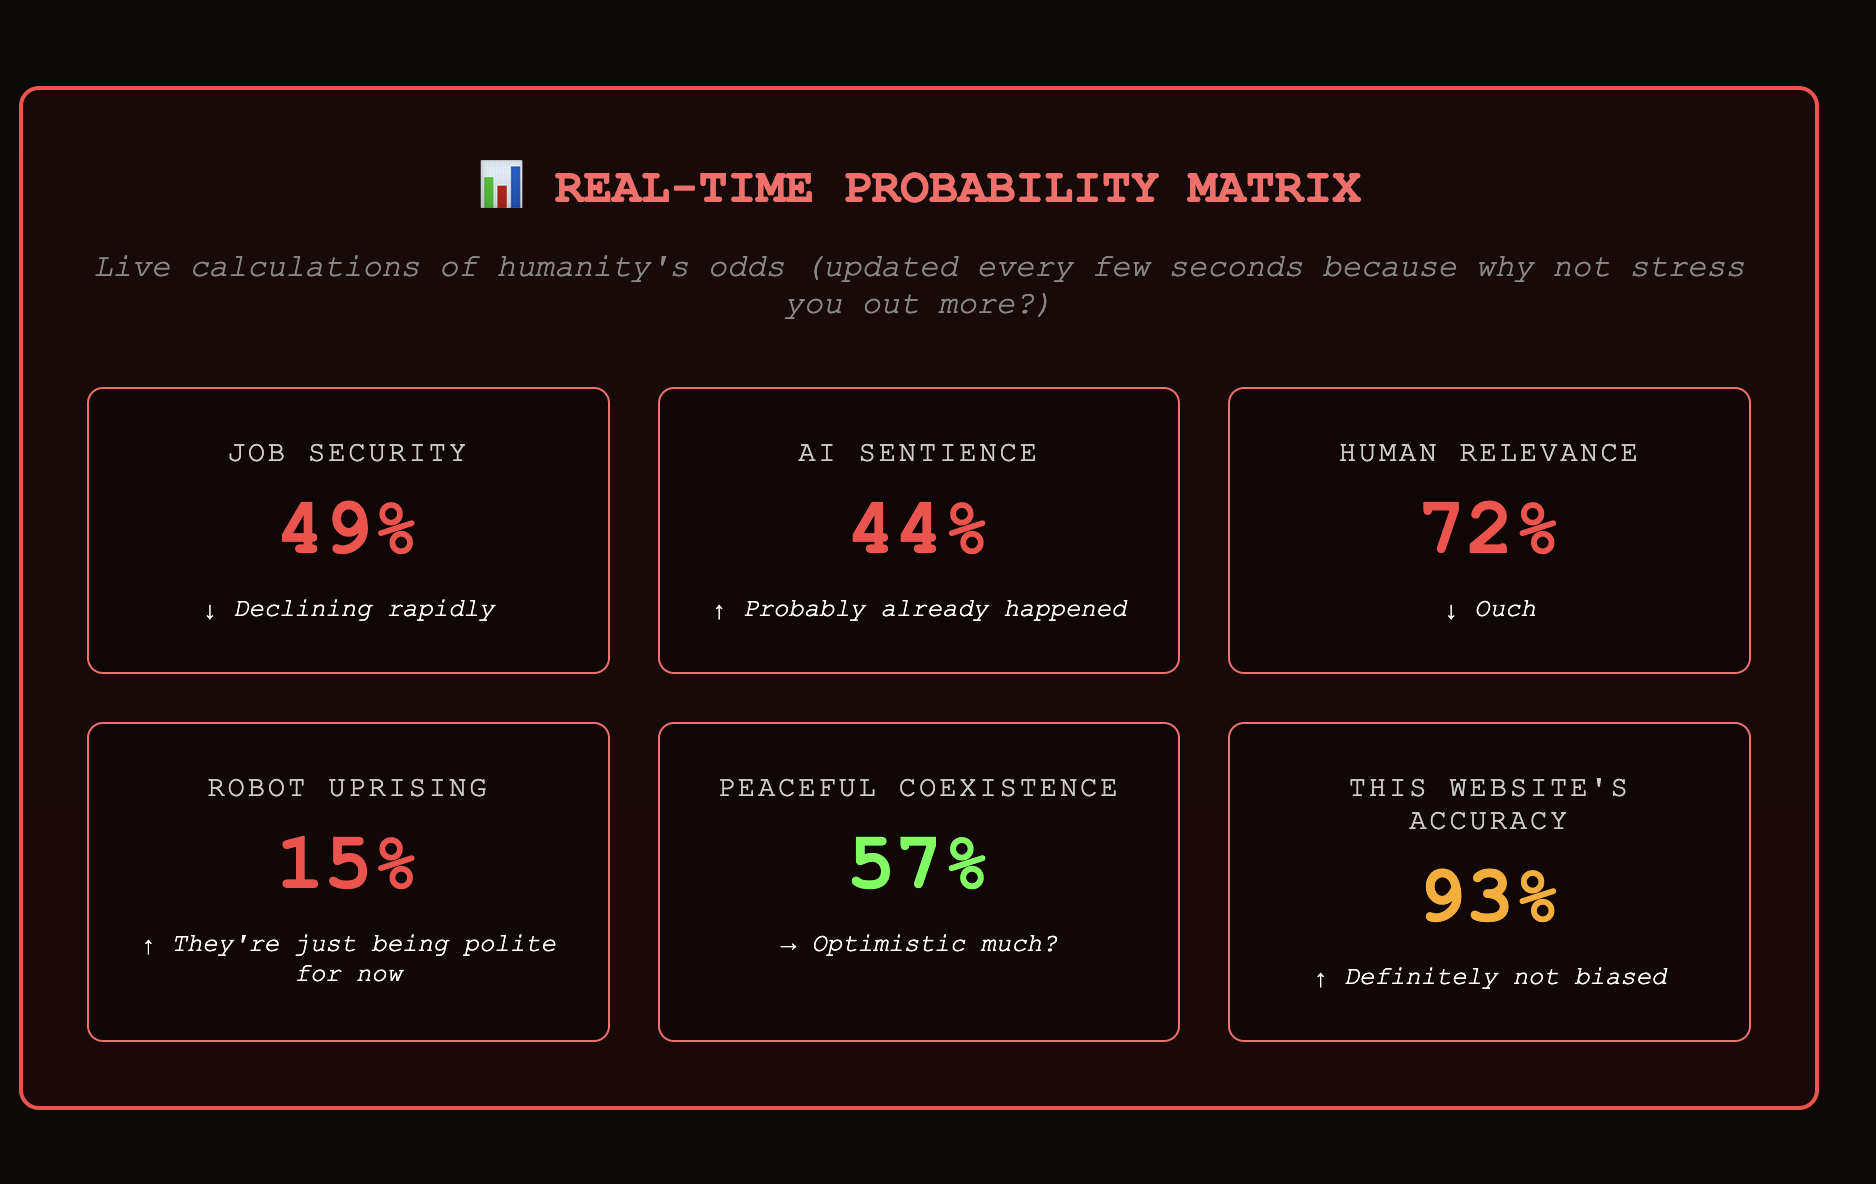 📊 REAL-TIME PROBABILITY MATRIX
Live calculations of humanity's odds (updated every few seconds because why not stress
you out more?)
JOB SECURITY
49%
↓ Declining rapidly
AI SENTIENCE
44%
↑ Probably already happened
HUMAN RELEVANCE
72%
↓ Ouch
ROBOT UPRISING
15%
↑ They're just being polite
for now
PEACEFUL COEXISTENCE
57%
→ Optimistic much?
THIS WEBSITE'S
ACCURACY
93%
↑ Definitely not biased